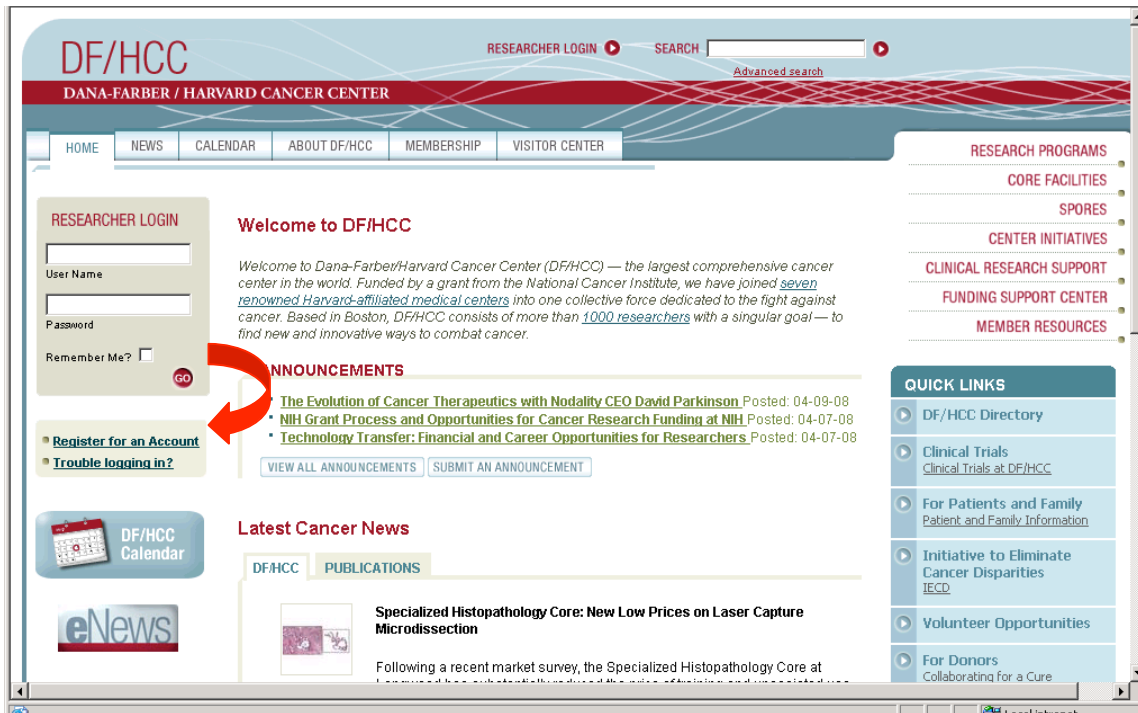 DF/HCC
RESEARCHER LOGIN
SEARCH
Advanced search
DANA-FARBER / HARVARD CANCER CENTER
HOME
NEWS
CALENDAR
ABOUT DF/HCC
MEMBERSHIP
VISITOR CENTER
RESEARCH PROGRAMS
CORE FACILITIES
SPORES
CENTER INITIATIVES
CLINICAL RESEARCH SUPPORT
FUNDING SUPPORT CENTER
MEMBER RESOURCES
RESEARCHER LOGIN
User Name
Password
Remember Me?
GO
Register for an Account
Trouble logging in?
DF/HCC
Calendar
eNews
Welcome to DF/HCC
Welcome to Dana-Farber/Harvard Cancer Center (DF/HCC) — the largest comprehensive cancer
center in the world. Funded by a grant from the National Cancer Institute, we have joined seven
renowned Harvard-affiliated medical centers into one collective force dedicated to the fight against
cancer. Based in Boston, DF/HCC consists of more than 1000 researchers with a singular goal — to
find new and innovative ways to combat cancer.
NNOUNCEMENTS
The Evolution of Cancer Therapeutics with Nodality CEO David Parkinson Posted: 04-09-08
NIH Grant Process and Opportunities for Cancer Research Funding at NIH Posted: 04-07-08
Technology Transfer: Financial and Career Opportunities for Researchers Posted: 04-07-08
VIEW ALL ANNOUNCEMENTS
SUBMIT AN ANNOUNCEMENT
Latest Cancer News
DF/HCC
PUBLICATIONS
Specialized Histopathology Core: New Low Prices on Laser Capture
Microdissection
Following a recent market survey, the Specialized Histopathology Core at
QUICK LINKS
DF/HCC Directory
Clinical Trials
Clinical Trials at DF/HCC
For Patients and Family
Patient and Family Information
Initiative to Eliminate
Cancer Disparities
IECD
Volunteer Opportunities
For Donors
Collaborating for a Cure